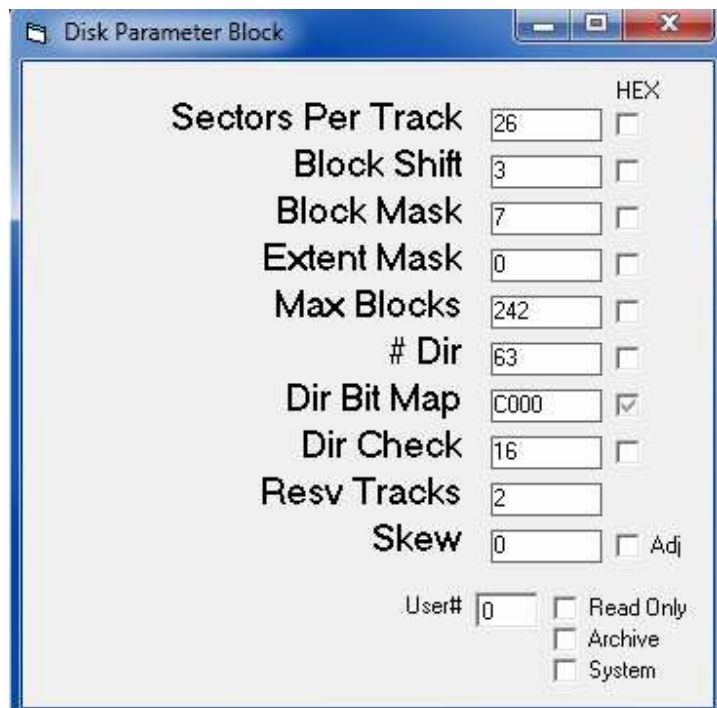 Disk Parameter Block
HEX
Sectors Per Track 26
Block Shift 3
Block Mask 7
Extent Mask 0
Max Blocks 242
# Dir 63
Dir Bit Map C000
Dir Check 16
Resv Tracks 2
Skew 0 Adj
User# 0 Read Only
Archive
System